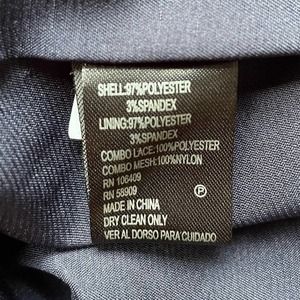 SHELL:97%POLYESTER
3%SPANDEX
LINING:97%POLYESTER
3%SPANDEX
COMBO LACE:100%POLYESTER
COMBO MESH:100%NYLON
RN 106409
RN 58909
P
MADE IN CHINA
DRY CLEAN ONLY
VER AL DORSO PARA CUIDADO